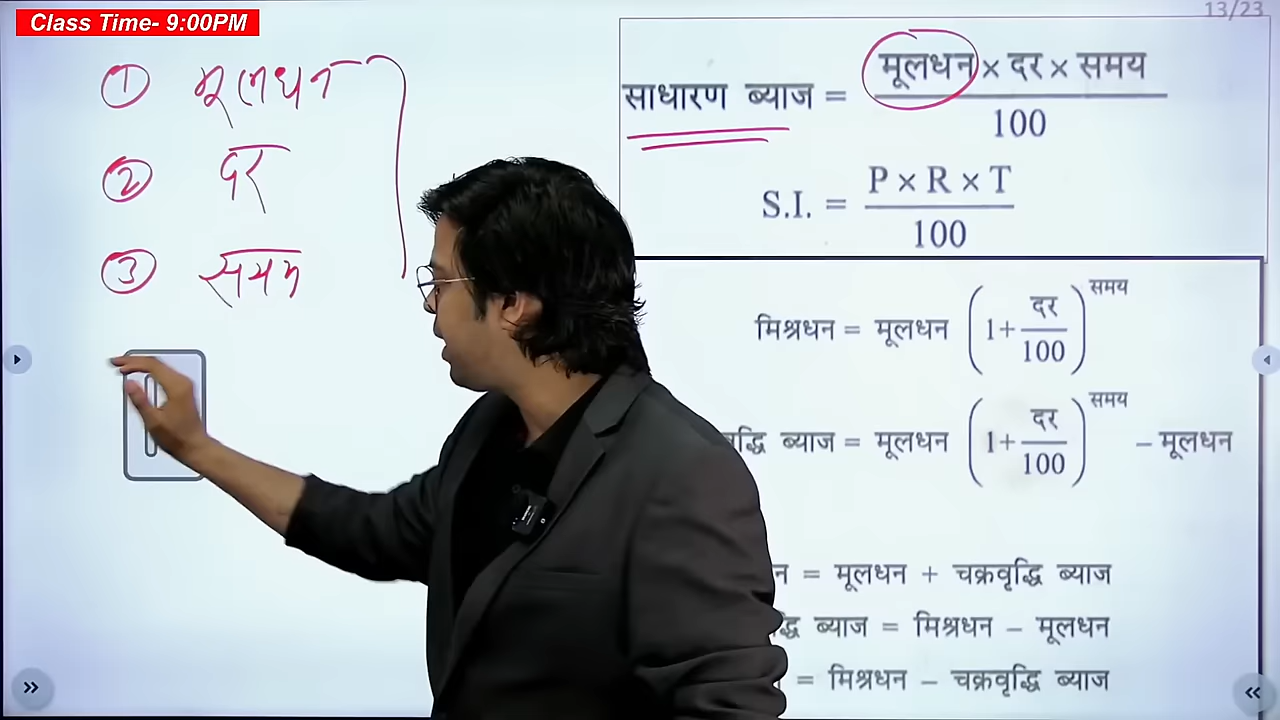 Class Time- 9:00PM
13/23
① मूलधन
② दर
③ समय
साधारण ब्याज = मूलधन × दर × समय
100
S.I. = P × R × T
100
मिश्रधन = मूलधन (1+ दर/100)^समय
ब्याज = मूलधन (1+ दर/100)^समय – मूलधन
= मूलधन + चक्रवृद्धि ब्याज
ब्याज = मिश्रधन – मूलधन
= मिश्रधन – चक्रवृद्धि ब्याज